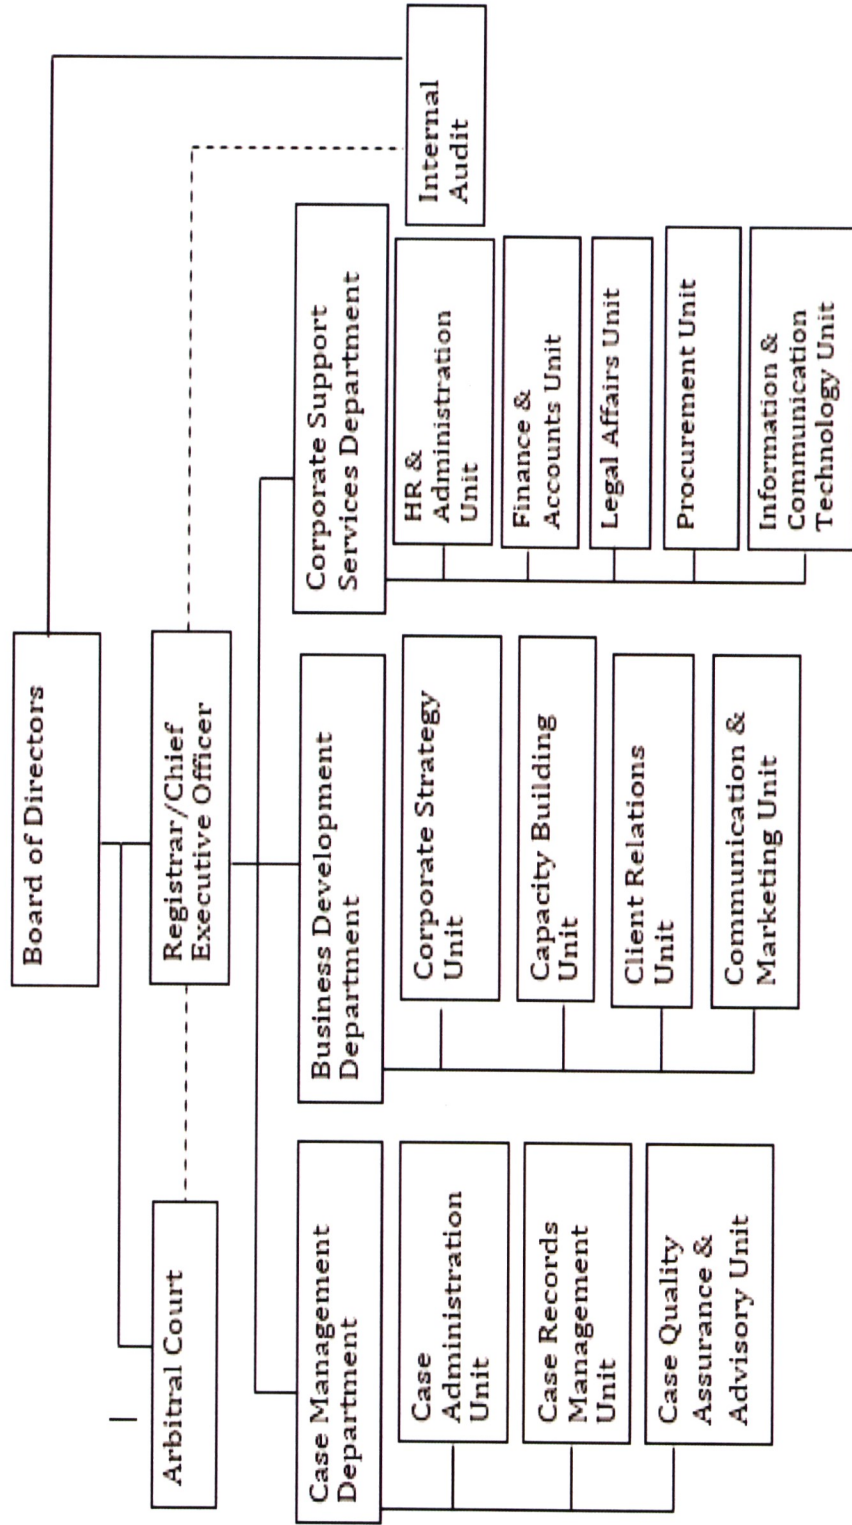 Board of Directors
Arbitral Court
Registrar/Chief
Executive Officer
Internal
Audit
Case Management
Department
Case
Administration
Unit
Case Records
Management
Unit
Case Quality
Assurance &
Advisory Unit
Business Development
Department
Corporate Strategy
Unit
Capacity Building
Unit
Client Relations
Unit
Communication &
Marketing Unit
Corporate Support
Services Department
HR &
Administration
Unit
Finance &
Accounts Unit
Legal Affairs Unit
Procurement Unit
Information &
Communication
Technology Unit